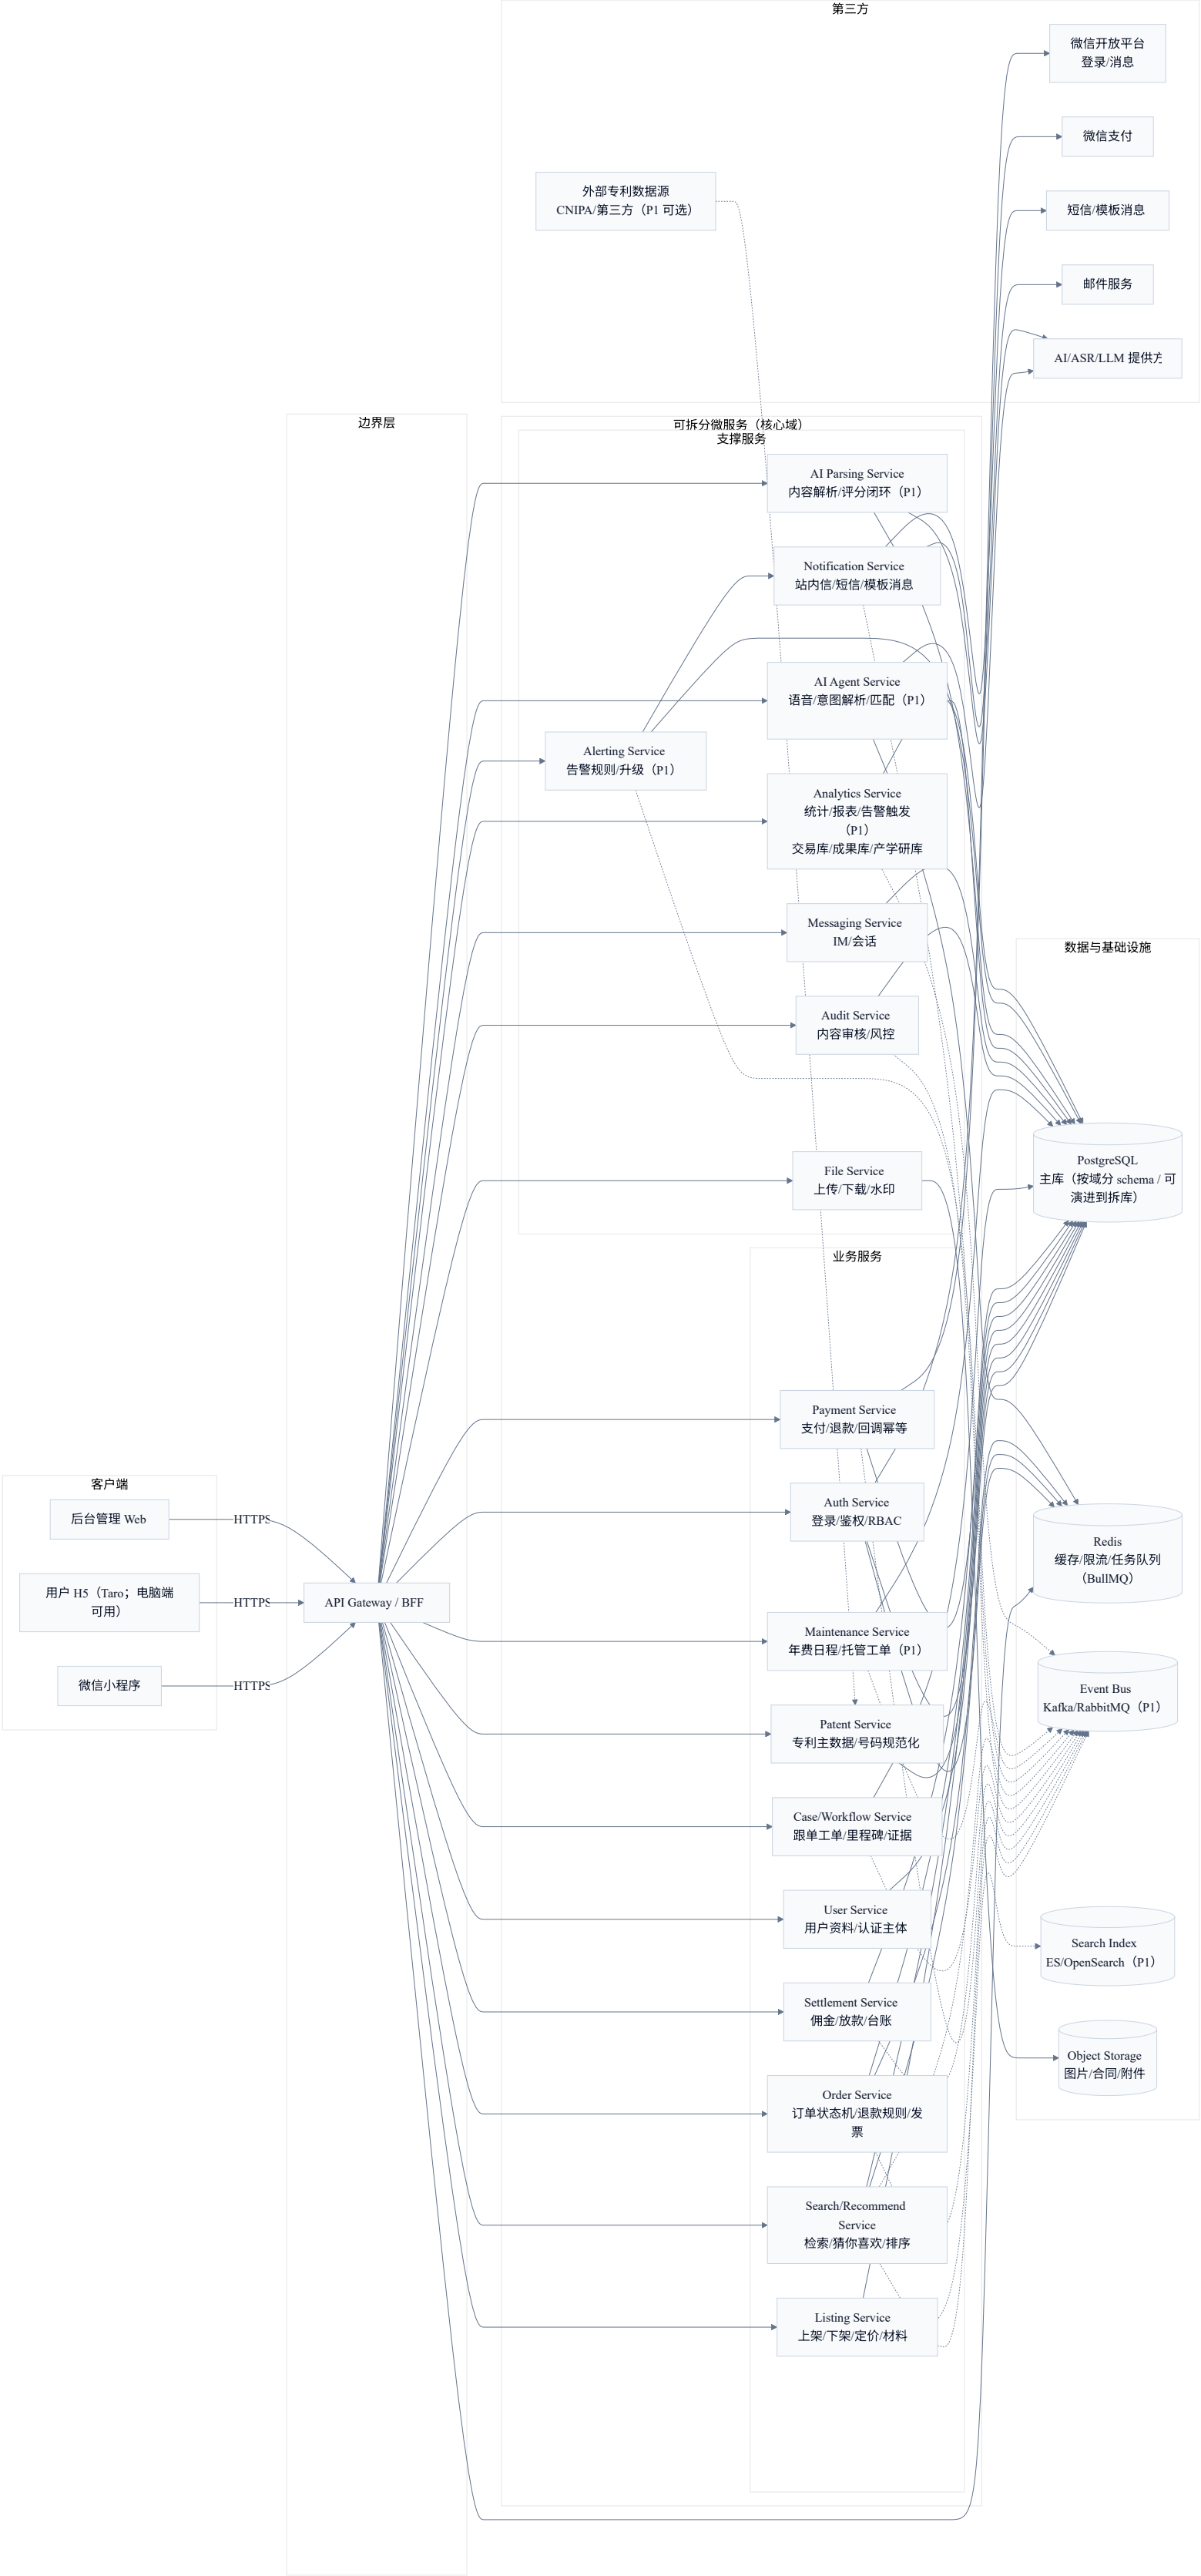 第三方
微信开放平台
登录/消息
微信支付
外部专利数据源
CNIPA/第三方（P1 可选）
短信/模板消息
邮件服务
AI/ASR/LLM 提供方
边界层
可拆分微服务（核心域）
支撑服务
AI Parsing Service
内容解析/评分闭环（P1）
Notification Service
站内信/短信/模板消息
AI Agent Service
语音/意图解析/匹配（P1）
Alerting Service
告警规则/升级（P1）
Analytics Service
统计/报表/告警触发
（P1）
交易库/成果库/产学研库
Messaging Service
IM/会话
数据与基础设施
Audit Service
内容审核/风控
PostgreSQL
主库（按域分 schema / 可
演进到拆库）
File Service
上传/下载/水印
业务服务
Payment Service
支付/退款/回调幂等
客户端
后台管理 Web
HTTPS
Auth Service
登录/鉴权/RBAC
Redis
缓存/限流/任务队列
（BullMQ）
用户 H5（Taro；电脑端
可用）
HTTPS
API Gateway / BFF
Maintenance Service
年费日程/托管工单（P1）
微信小程序
HTTPS
Event Bus
Kafka/RabbitMQ（P1）
Patent Service
专利主数据/号码规范化
Case/Workflow Service
跟单工单/里程碑/证据
User Service
用户资料/认证主体
Search Index
ES/OpenSearch（P1）
Settlement Service
佣金/放款/台账
Object Storage
图片/合同/附件
Order Service
订单状态机/退款规则/发
票
Search/Recommend
Service
检索/猜你喜欢/排序
Listing Service
上架/下架/定价/材料